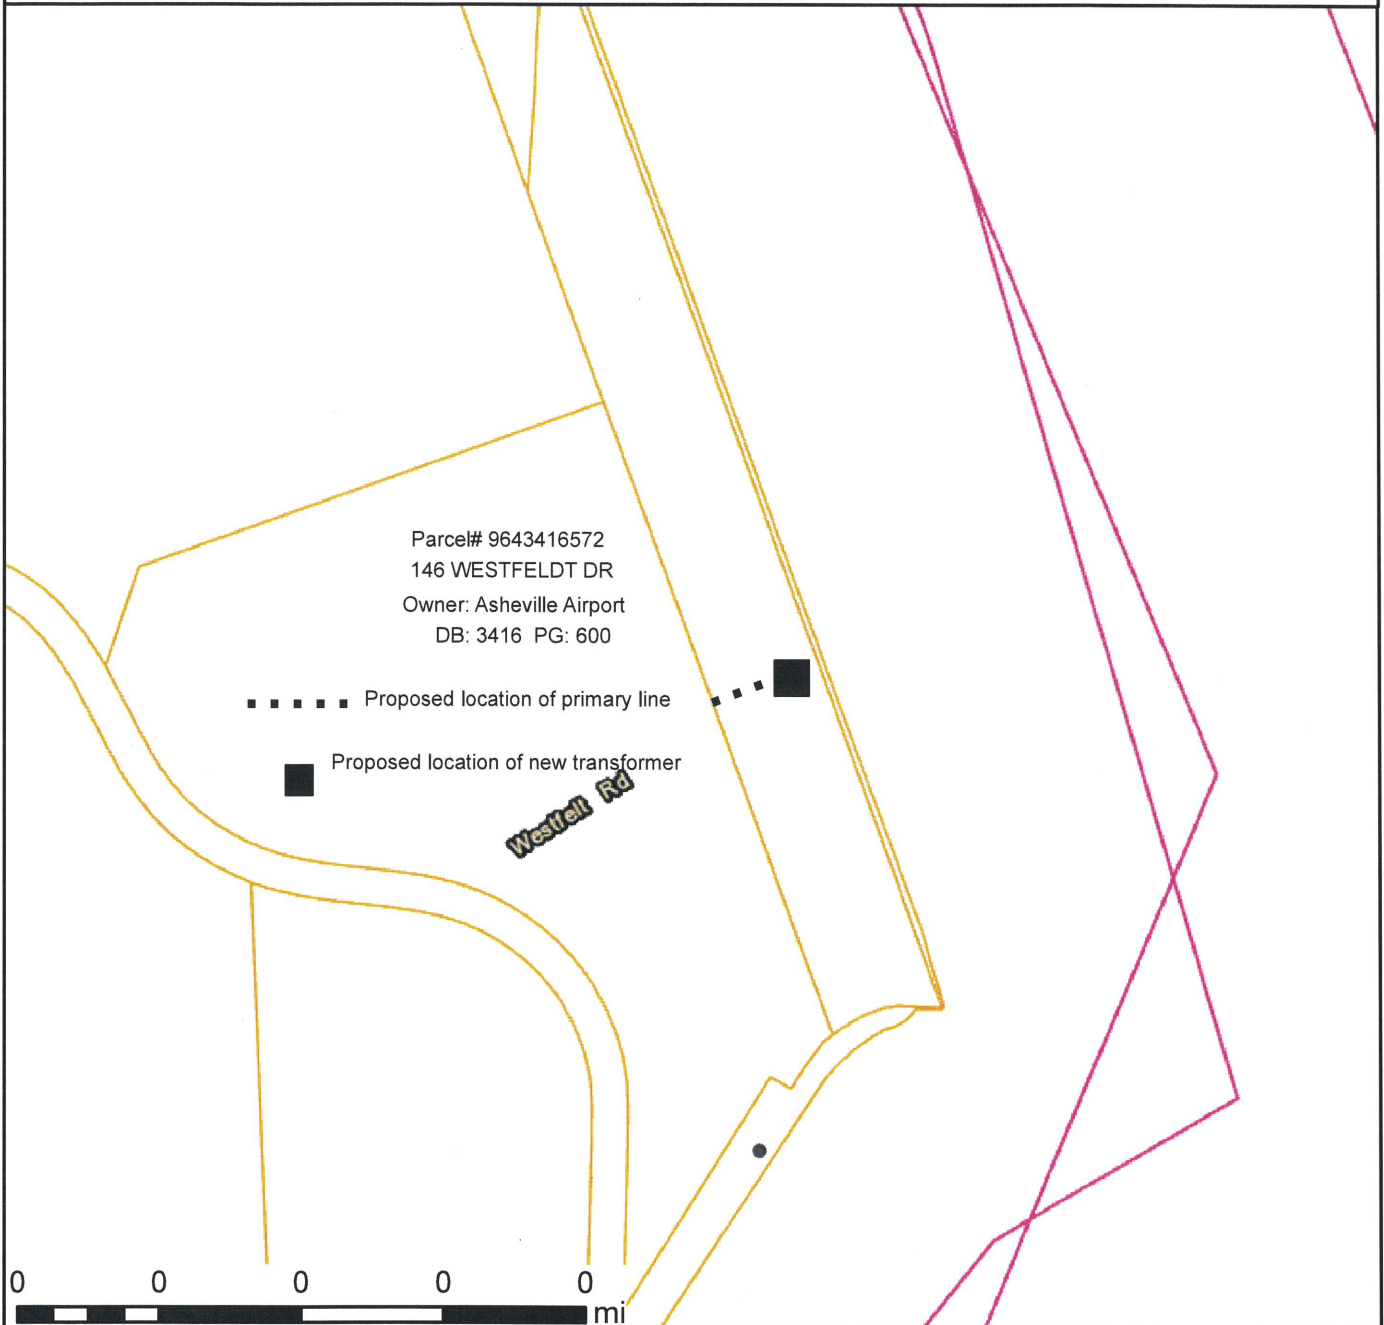 Parcel# 9643416572
146 WESTFELDT DR
Owner: Asheville Airport
DB: 3416 PG: 600
Proposed location of primary line
Proposed location of new transformer
Westfelt Rd
0 0 0 0 0
mi